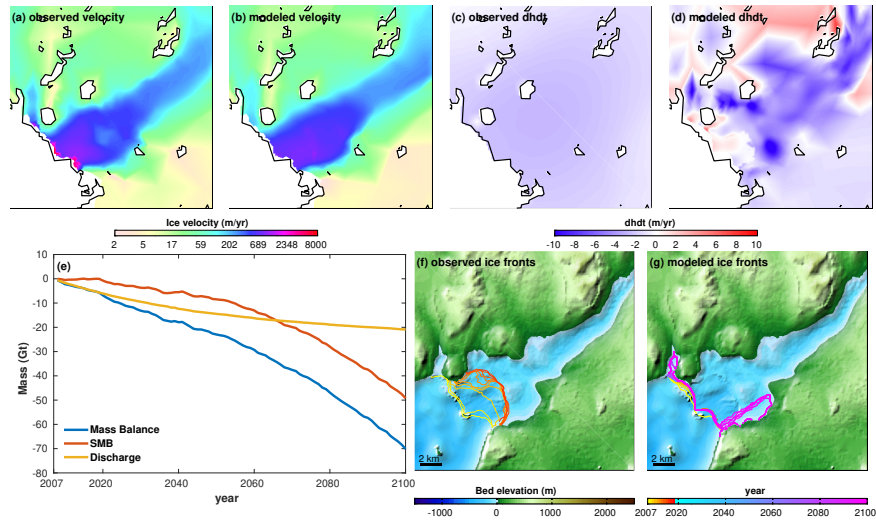 (a) observed velocity
(b) modeled velocity
(c) observed dhdt
(d) modeled dhdt
Ice velocity (m/yr)
2 5 17 59 202 689 2348 8000
dhdt (m/yr)
-10 -8 -6 -4 -2 0 2 4 6 8 10
(e)
10
0
-10
-20
-30
-40
-50
-60
-70
-80
Mass (Gt)
Mass Balance
SMB
Discharge
2007 2020 2040 2060 2080 2100
year
(f) observed ice fronts
2 km
(g) modeled ice fronts
2 km
Bed elevation (m)
-1000 0 1000 2000
year
2007 2020 2040 2060 2080 2100